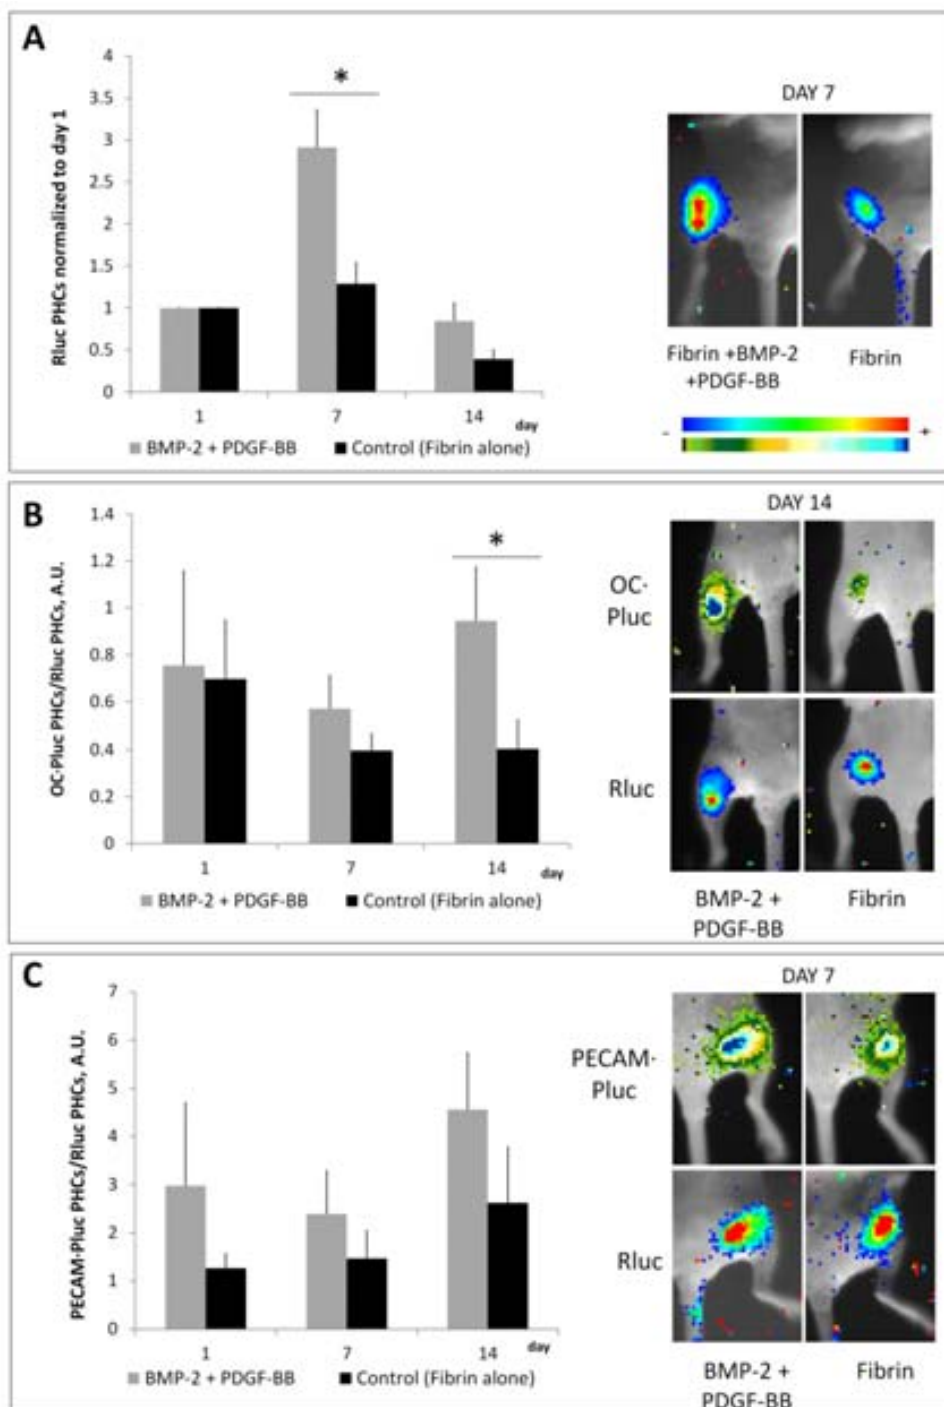 A
Rluc PHCs normalized to day 1
4
3.5
3
2.5
2
1.5
1
0.5
0
*
1 7 14 day
BMP-2 + PDGF-BB Control (Fibrin alone)
DAY 7
Fibrin +BMP-2
+PDGF-BB
Fibrin
- +
B
OC-Pluc PHCs/Rluc PHCs, A.U.
1.4
1.2
1
0.8
0.6
0.4
0.2
0
*
1 7 14 day
BMP-2 + PDGF-BB Control (Fibrin alone)
DAY 14
OC-
Pluc
Rluc
BMP-2 +
PDGF-BB
Fibrin
C
PECAM-Pluc PHCs/Rluc PHCs, A.U.
7
6
5
4
3
2
1
0
1 7 14 day
BMP-2 + PDGF-BB Control (Fibrin alone)
DAY 7
PECAM-
Pluc
Rluc
BMP-2 +
PDGF-BB
Fibrin